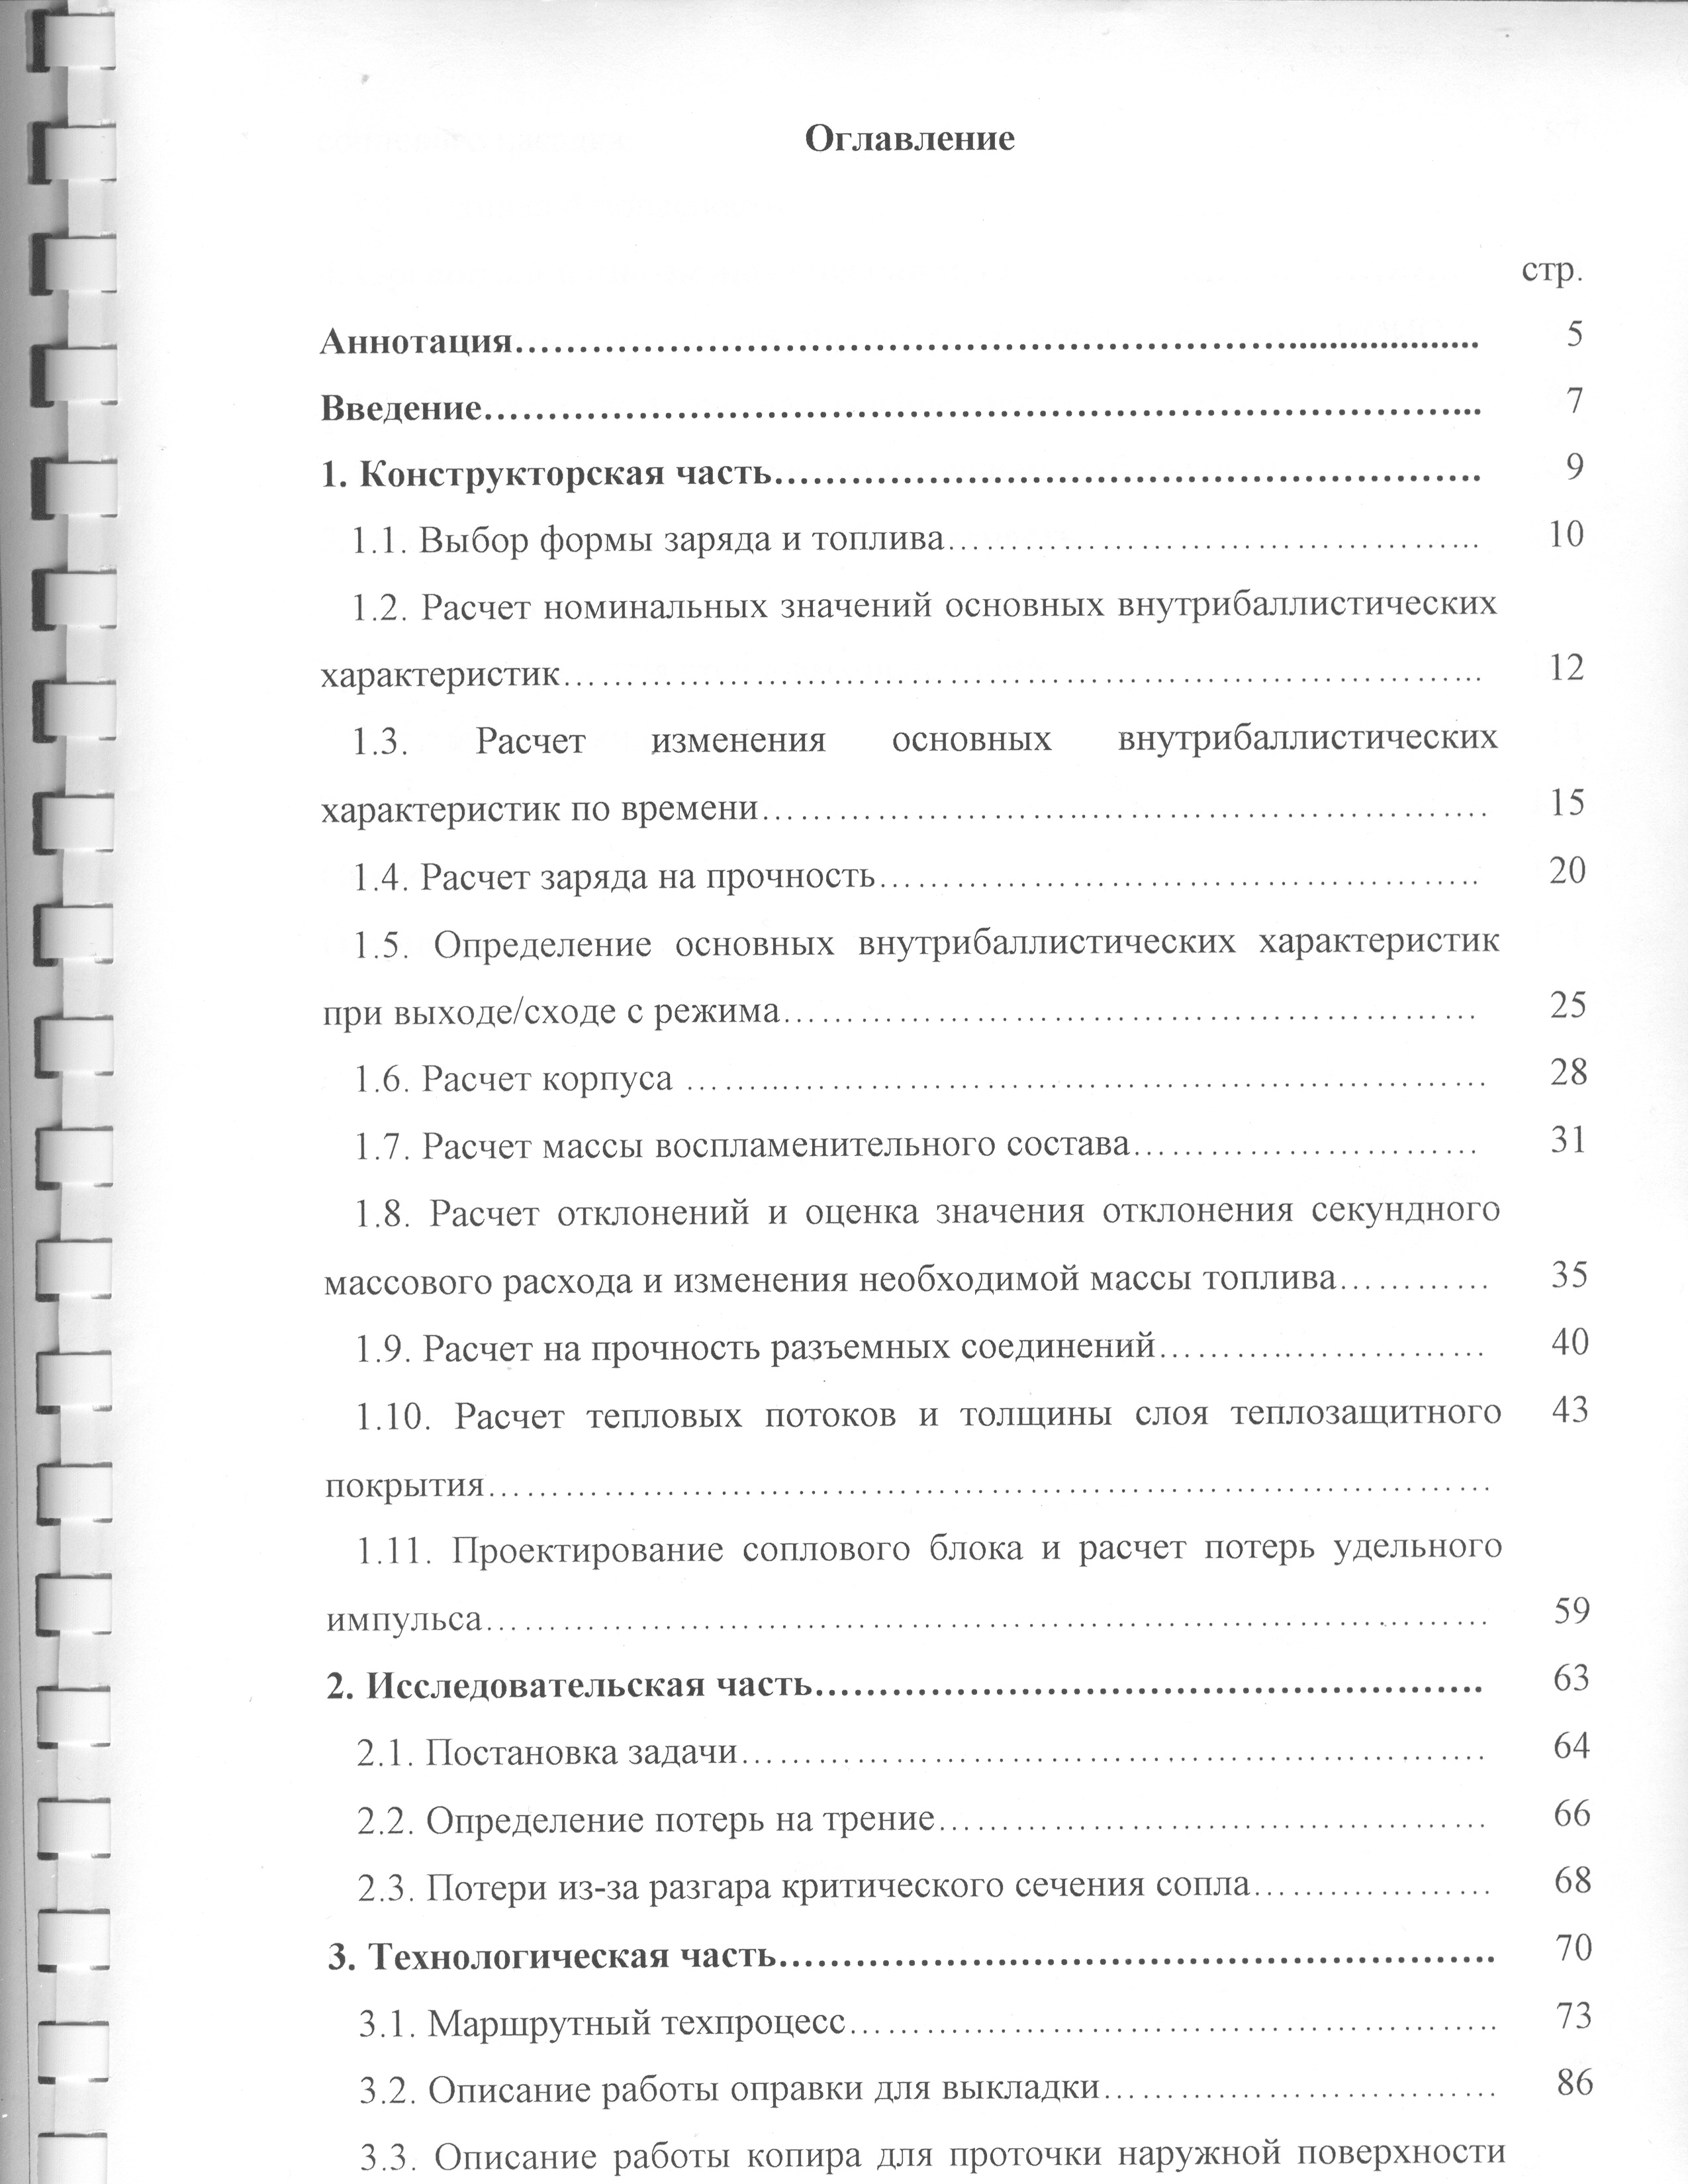 Оглавление
стр.
Аннотация........................................................................................ 5
Введение........................................................................................... 7
1. Конструкторская часть................................................................ 9
1.1. Выбор формы заряда и топлива................................................ 10
1.2. Расчет номинальных значений основных внутрибаллистических
характеристик................................................................................... 12
1.3. Расчет изменения основных внутрибаллистических
характеристик по времени............................................................... 15
1.4. Расчет заряда на прочность....................................................... 20
1.5. Определение основных внутрибаллистических характеристик
при выходе/сходе с режима.............................................................. 25
1.6. Расчет корпуса ........................................................................... 28
1.7. Расчет массы воспламенительного состава.............................. 31
1.8. Расчет отклонений и оценка значения отклонения секундного
массового расхода и изменения необходимой массы топлива............ 35
1.9. Расчет на прочность разъемных соединений............................ 40
1.10. Расчет тепловых потоков и толщины слоя теплозащитного 43
покрытия...........................................................................................
1.11. Проектирование соплового блока и расчет потерь удельного
импульса........................................................................................... 59
2. Исследовательская часть............................................................. 63
2.1. Постановка задачи..................................................................... 64
2.2. Определение потерь на трение.................................................. 66
2.3. Потери из-за разгара критического сечения сопла................... 68
3. Технологическая часть................................................................ 70
3.1. Маршрутный техпроцесс........................................................... 73
3.2. Описание работы оправки для выкладки.................................. 86
3.3. Описание работы копира для проточки наружной поверхности